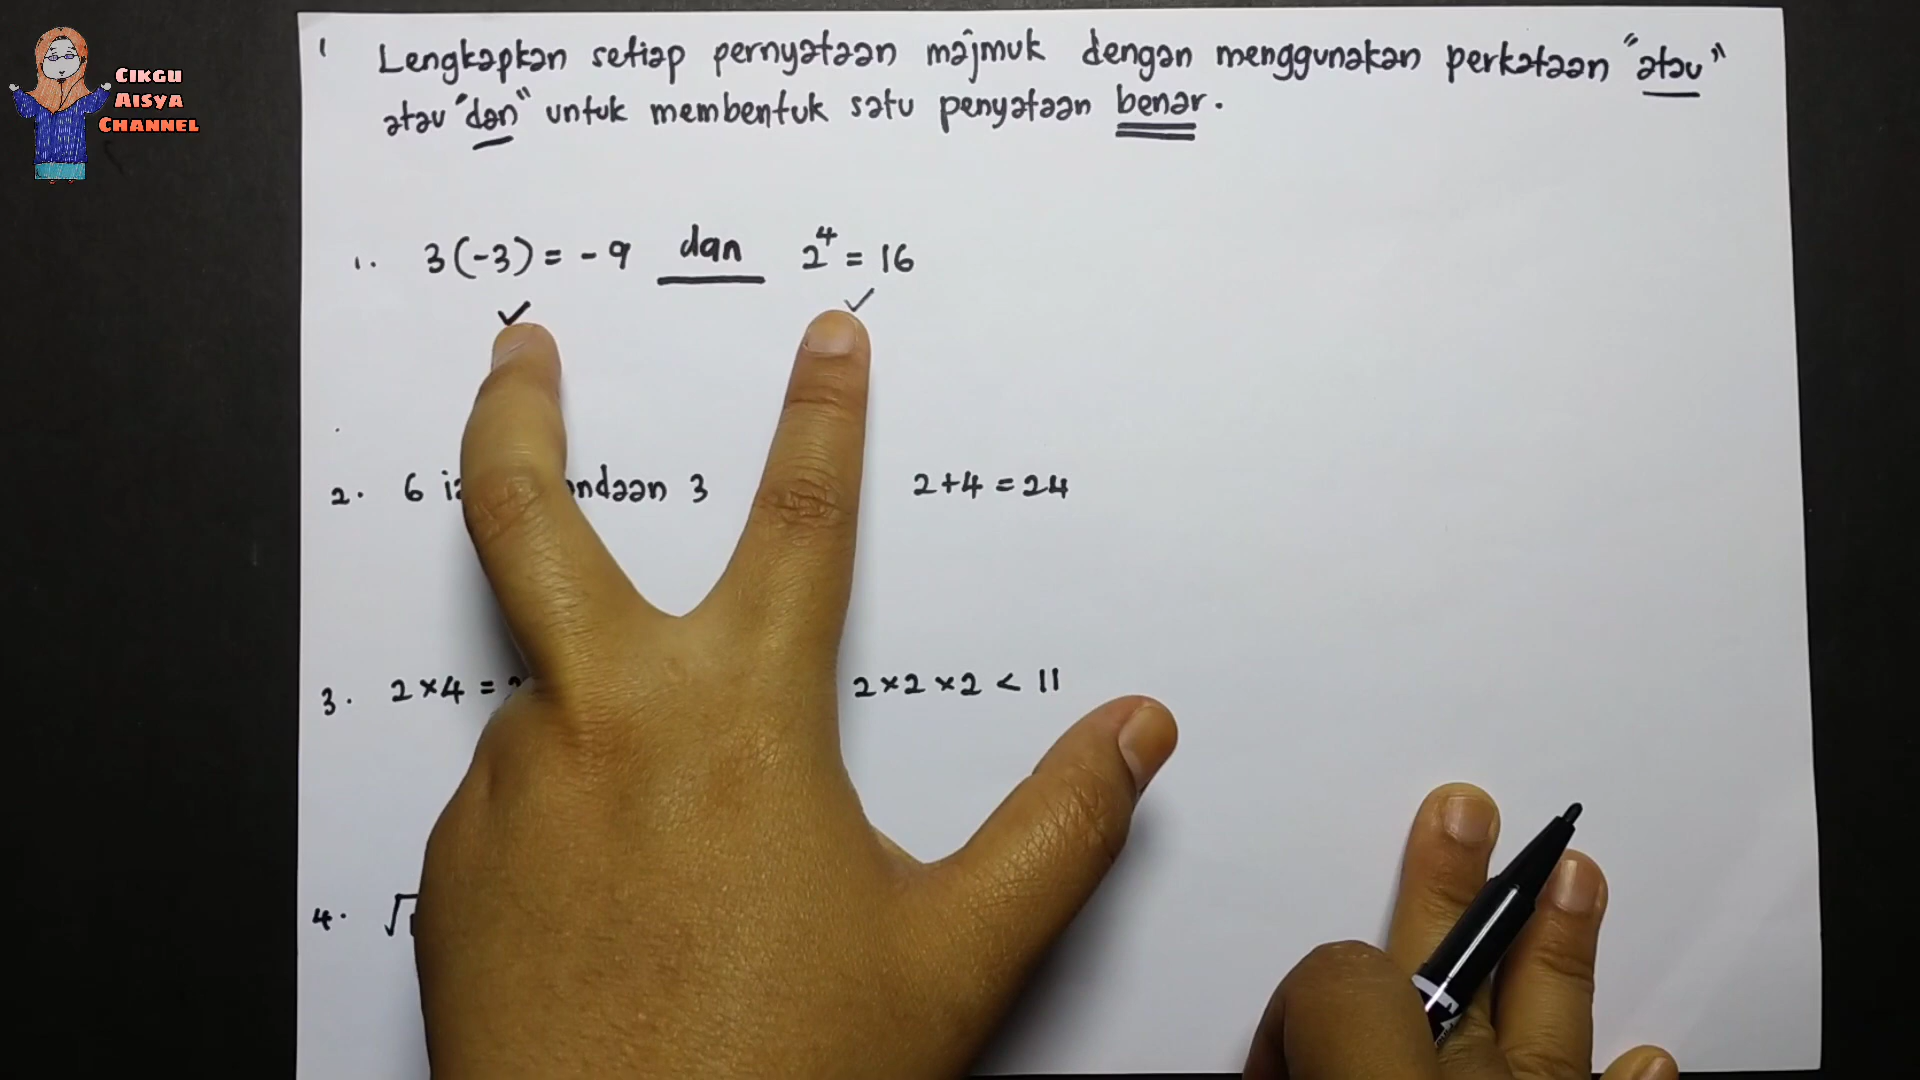 CIKGU
AISYA
CHANNEL
1 Lengkapkan setiap pernyataan majmuk dengan menggunakan perkataan "atau"
atau "dan" untuk membentuk satu penyataan benar.
1. 3(-3) = -9 dan 2⁴ = 16
✓ ✓
2. 6 ndaan 3 2+4 = 24
3. 2×4 = 2×2×2 < 11
4. √